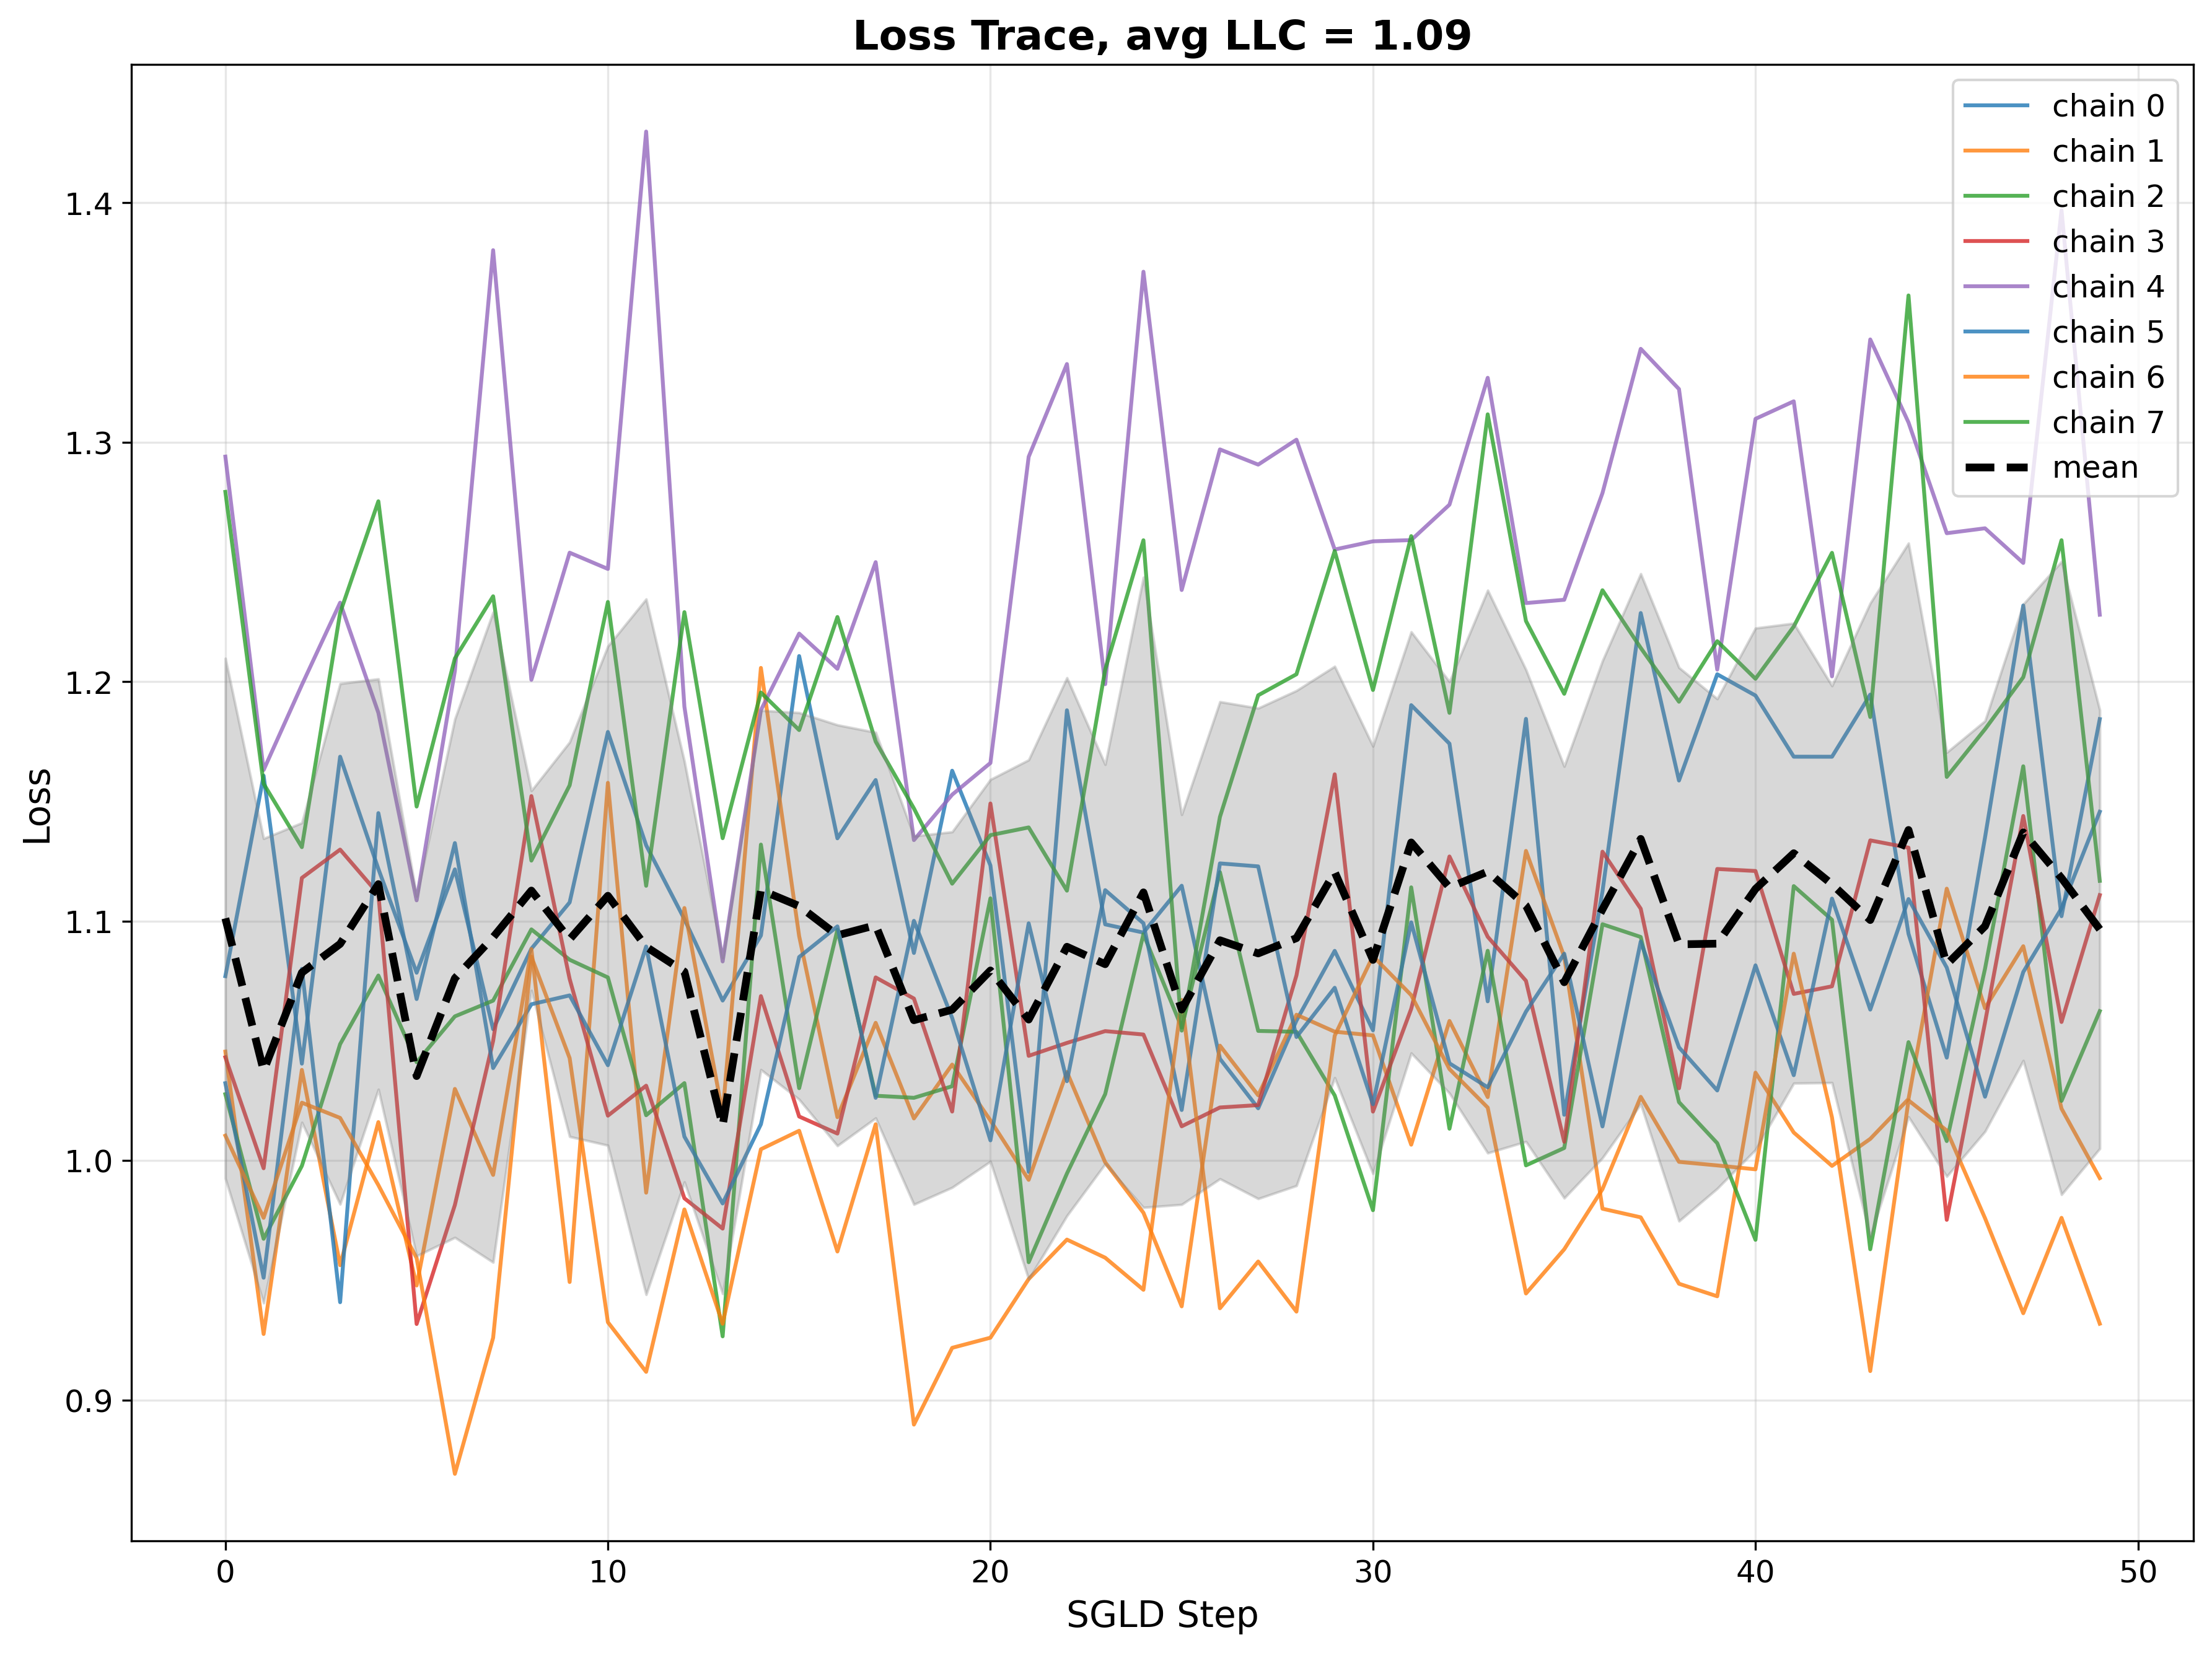 Loss Trace, avg LLC = 1.09
chain 0
chain 1
chain 2
chain 3
chain 4
chain 5
chain 6
chain 7
mean
1.4
1.3
1.2
1.1
1.0
0.9
Loss
0 10 20 30 40 50
SGLD Step